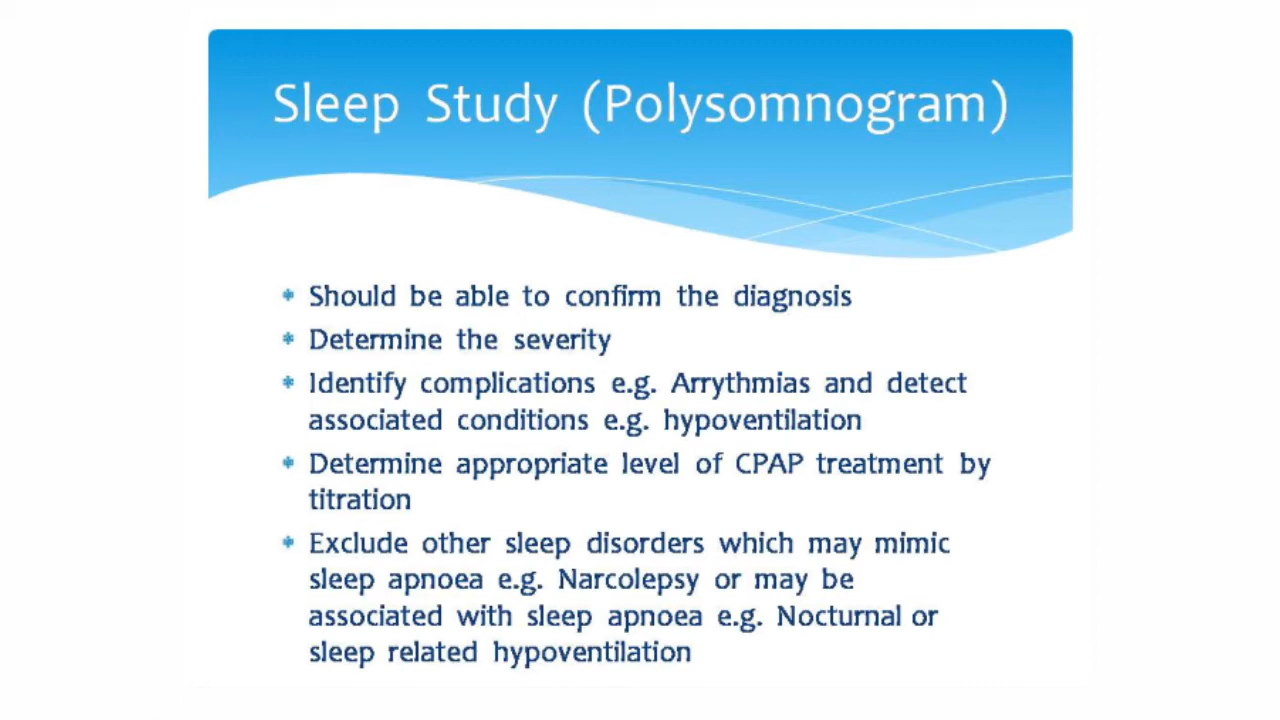 Sleep Study (Polysomnogram)
Should be able to confirm the diagnosis
Determine the severity
Identify complications e.g. Arrythmias and detect
associated conditions e.g. hypoventilation
Determine appropriate level of CPAP treatment by
titration
Exclude other sleep disorders which may mimic
sleep apnoea e.g. Narcolepsy or may be
associated with sleep apnoea e.g. Nocturnal or
sleep related hypoventilation